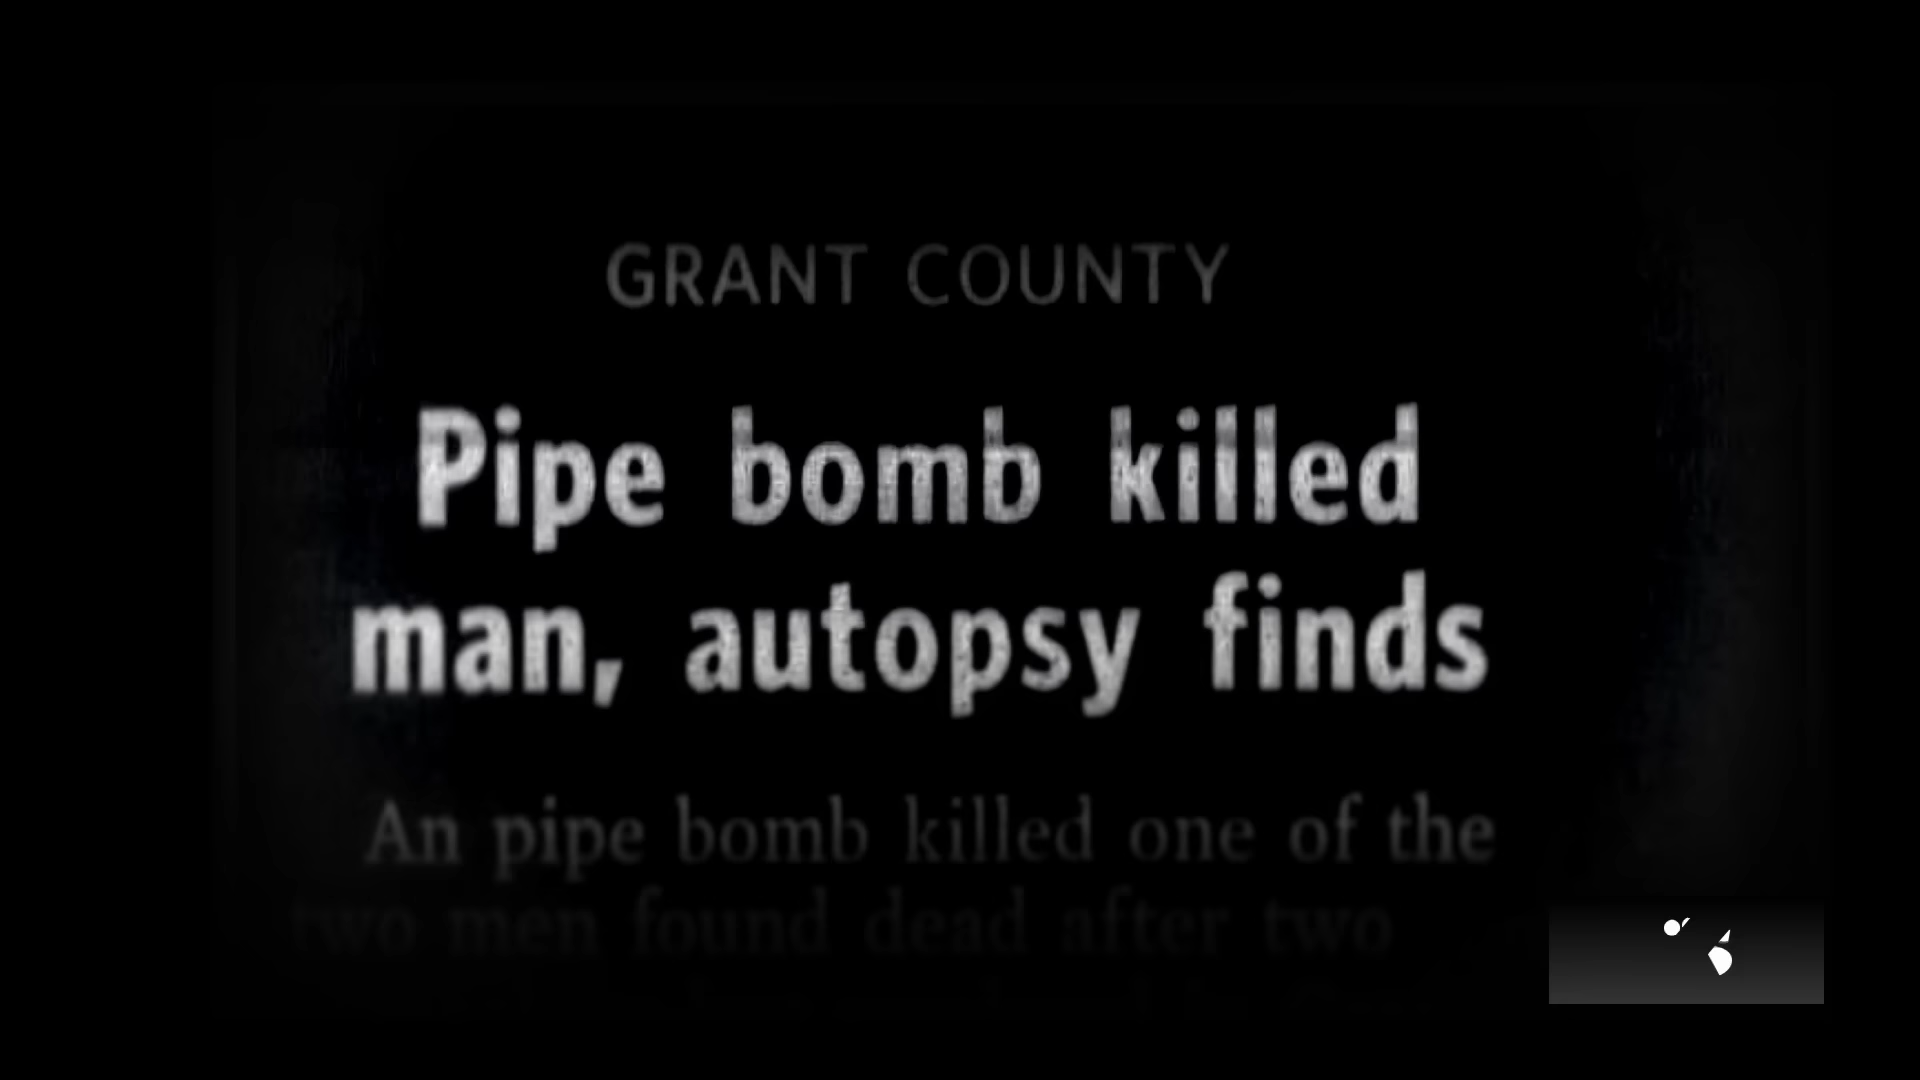 GRANT COUNTY
Pipe bomb killed
man, autopsy finds
An pipe bomb killed one of the
two men found dead after two